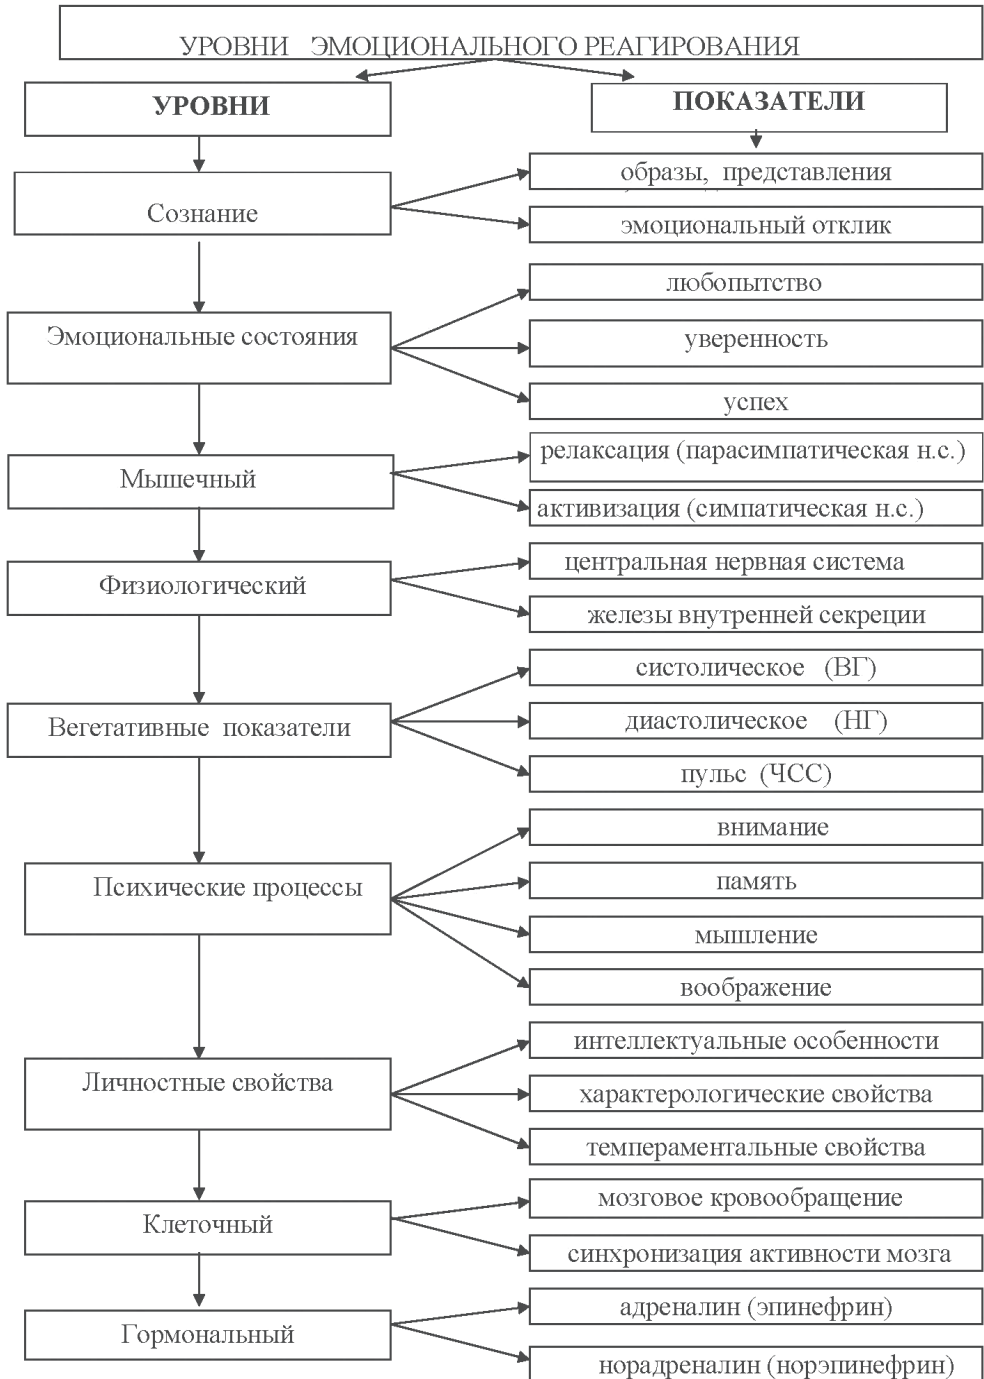 УРОВНИ ЭМОЦИОНАЛЬНОГО РЕАГИРОВАНИЯ
УРОВНИ
ПОКАЗАТЕЛИ
Сознание
образы, представления
эмоциональный отклик
Эмоциональные состояния
любопытство
уверенность
успех
Мышечный
релаксация (парасимпатическая н.с.)
активизация (симпатическая н.с.)
Физиологический
центральная нервная система
железы внутренней секреции
Вегетативные показатели
систолическое (ВГ)
диастолическое (НГ)
пульс (ЧСС)
Психические процессы
внимание
память
мышление
воображение
Личностные свойства
интеллектуальные особенности
характерологические свойства
темпераментальные свойства
Клеточный
мозговое кровообращение
синхронизация активности мозга
Гормональный
адреналин (эпинефрин)
норадреналин (норэпинефрин)